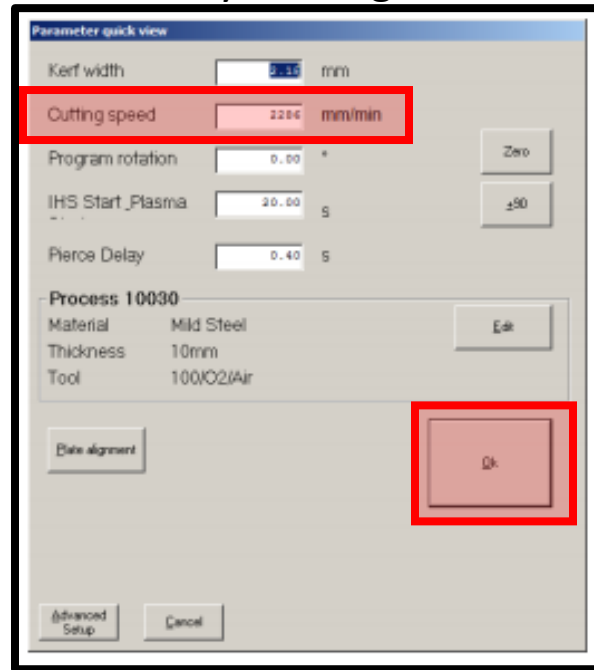 Parameter quick view
Kerf width mm
Cutting speed 2286 mm/min
Program rotation 0.00 °
Zero
IHS Start_Plasma 20.00 s
±90
Pierce Delay 0.40 s
Process 10030
Material Mild Steel
Edit
Thickness 10mm
Tool 100/O2/Air
Plate alignment
Ok
Advanced
Setup
Cancel